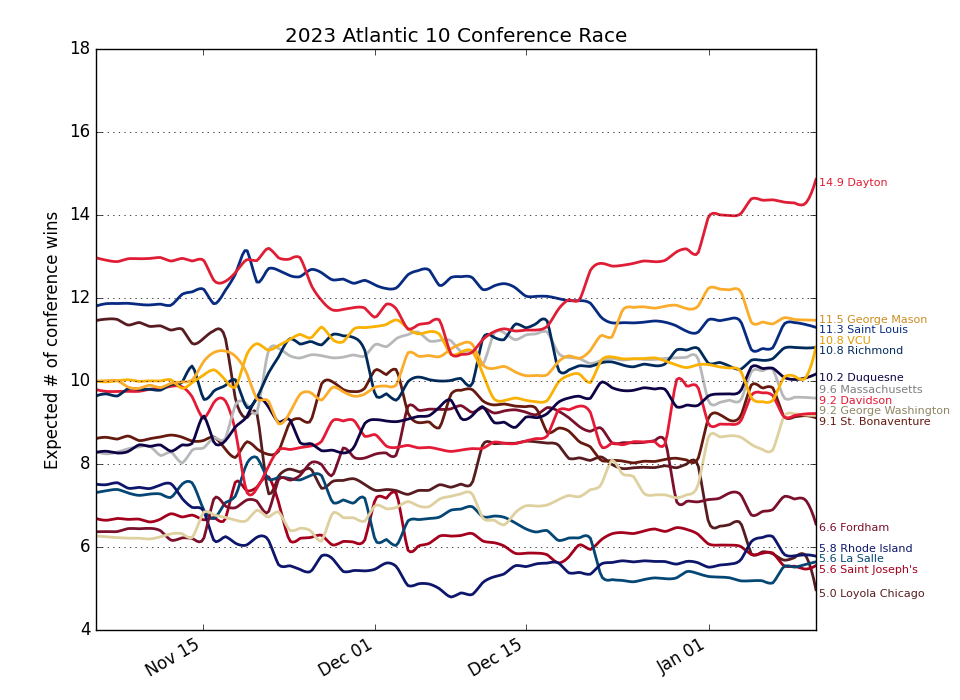 2023 Atlantic 10 Conference Race
Expected # of conference wins
18
16
14
12
10
8
6
4
Nov 15
Dec 01
Dec 15
Jan 01
14.9 Dayton
11.5 George Mason
11.3 Saint Louis
10.8 VCU
10.8 Richmond
10.2 Duquesne
9.6 Massachusetts
9.2 Davidson
9.2 George Washington
9.1 St. Bonaventure
6.6 Fordham
5.8 Rhode Island
5.6 La Salle
5.6 Saint Joseph's
5.0 Loyola Chicago